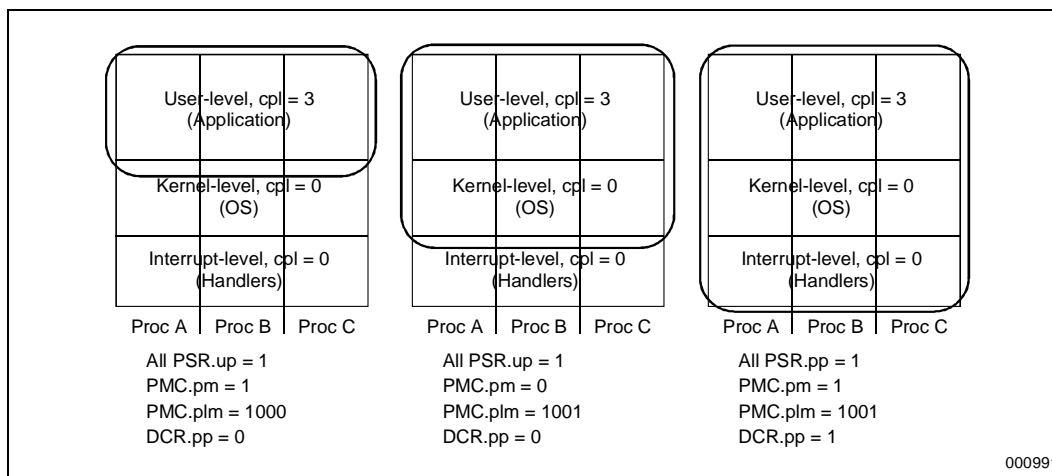 User-level, cpl = 3
(Application)
Kernel-level, cpl = 0
(OS)
Interrupt-level, cpl = 0
(Handlers)
Proc A Proc B Proc C
All PSR.up = 1
PMC.pm = 1
PMC.plm = 1000
DCR.pp = 0
User-level, cpl = 3
(Application)
Kernel-level, cpl = 0
(OS)
Interrupt-level, cpl = 0
(Handlers)
Proc A Proc B Proc C
All PSR.up = 1
PMC.pm = 0
PMC.plm = 1001
DCR.pp = 0
User-level, cpl = 3
(Application)
Kernel-level, cpl = 0
(OS)
Interrupt-level, cpl = 0
(Handlers)
Proc A Proc B Proc C
All PSR.pp = 1
PMC.pm = 1
PMC.plm = 1001
DCR.pp = 1
000991